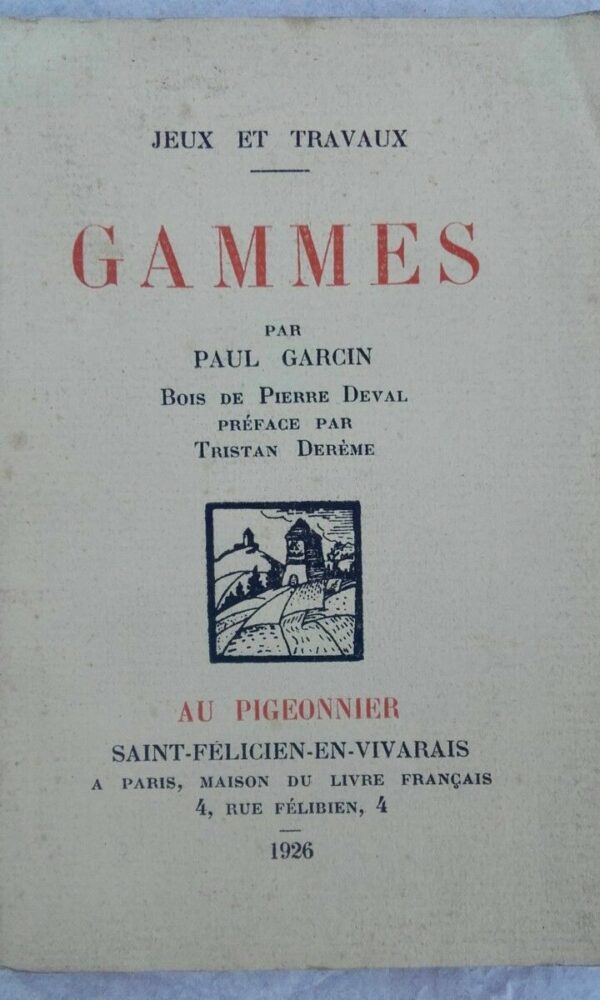 JEUX ET TRAVAUX
GAMMES
PAR
PAUL GARCIN
BOIS DE PIERRE DEVAL
PRÉFACE PAR
TRISTAN DERÈME
AU PIGEONNIER
SAINT-FÉLICIEN-EN-VIVARAIS
A PARIS, MAISON DU LIVRE FRANÇAIS
4, RUE FÉLIBIEN, 4
1926